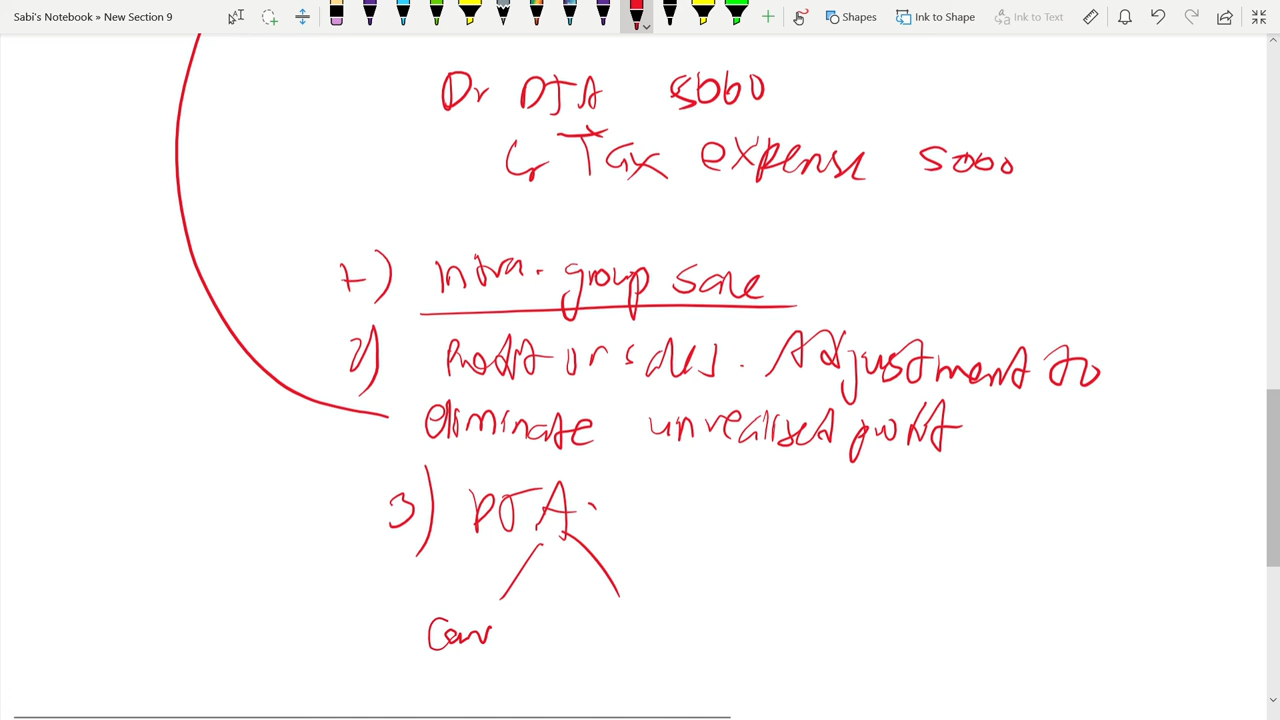 Sabi's Notebook » New Section 9
Shapes Ink to Shape Ink to Text
Dr DTA 5000
Cr Tax expense 5000
1) Intra-group sale
2) Profit or sales. Adjustment to
eliminate unrealised profit
3) DTA.